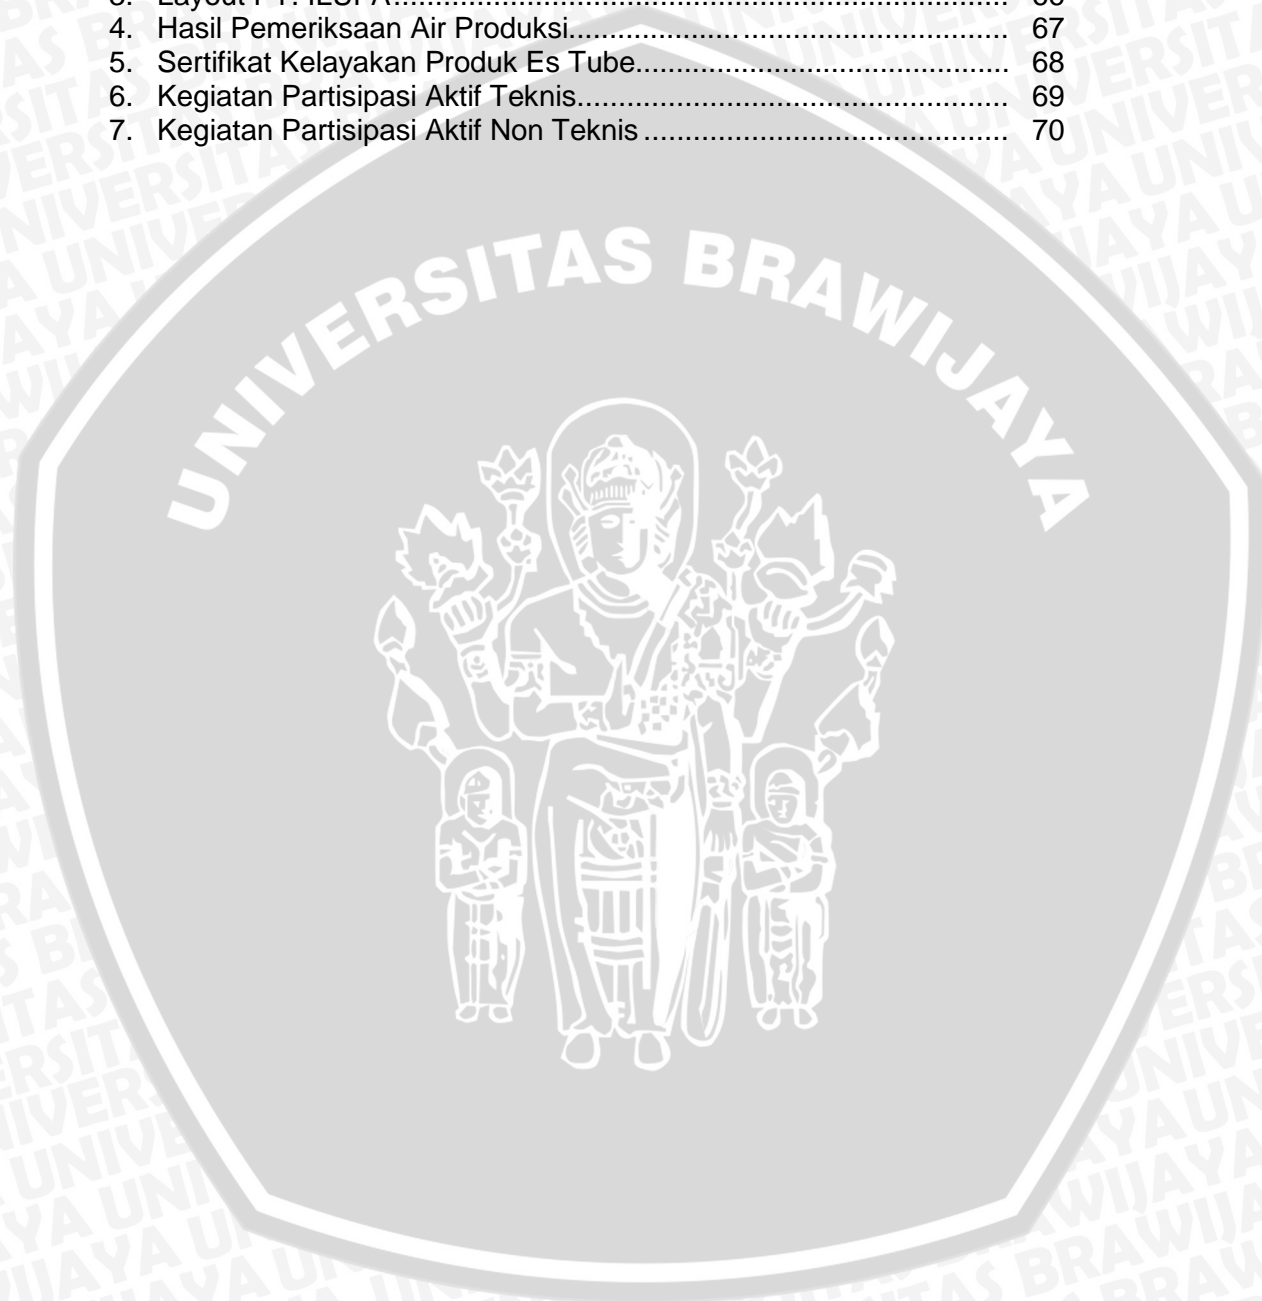 4. Hasil Pemeriksaan Air Produksi................................................... 67
5. Sertifikat Kelayakan Produk Es Tube............................................ 68
6. Kegiatan Partisipasi Aktif Teknis.................................................. 69
7. Kegiatan Partisipasi Aktif Non Teknis........................................... 70
UNIVERSITAS BRAWIJAYA